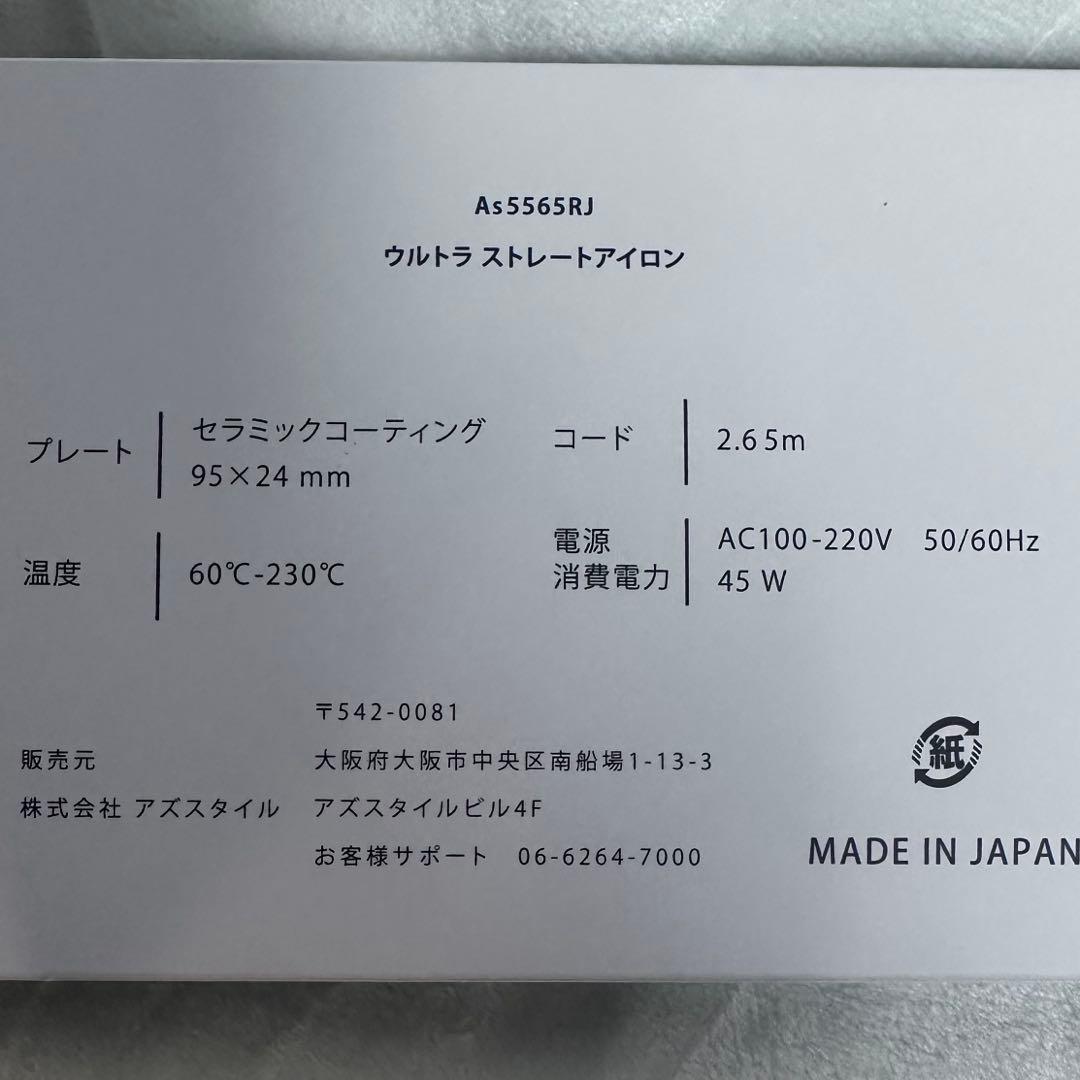 As5565RJ
ウルトラ ストレートアイロン
プレート
セラミックコーティング
95×24 mm
コード
2.65m
温度
60℃-230℃
電源
消費電力
AC100-220V 50/60Hz
45 W
〒542-0081
販売元
大阪府大阪市中央区南船場1-13-3
株式会社 アズスタイル
アズスタイルビル4F
お客様サポート 06-6264-7000
紙
MADE IN JAPAN